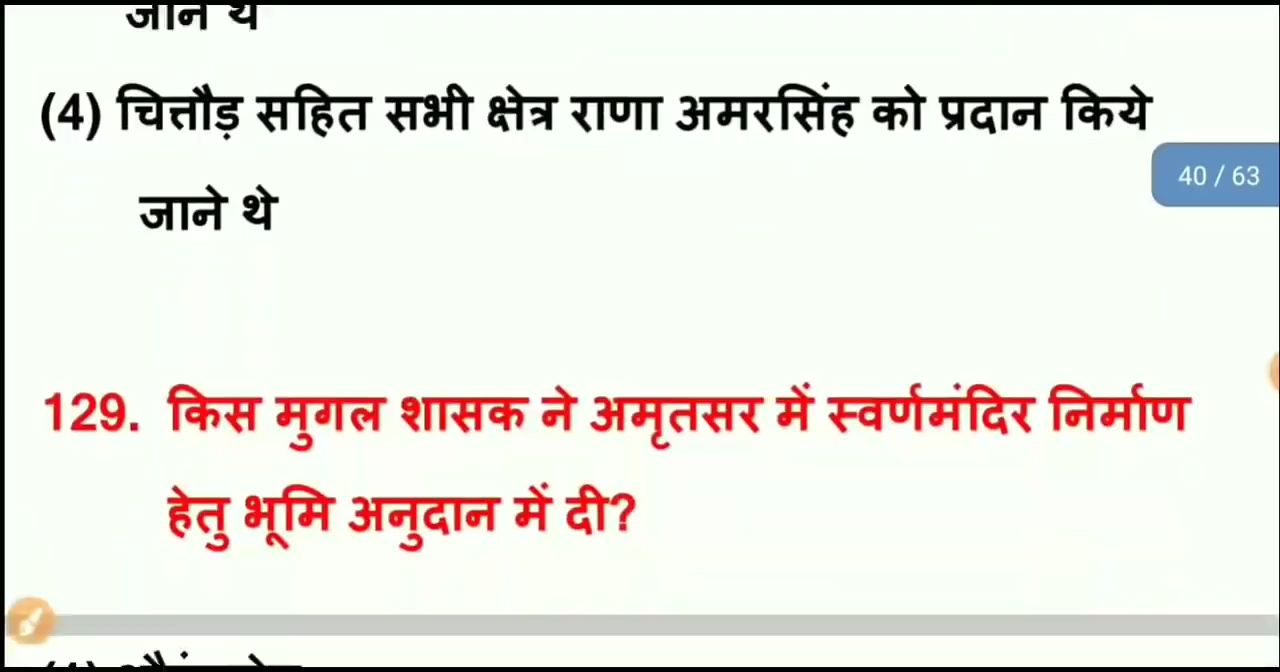 जाने थे
(4) चित्तौड़ सहित सभी क्षेत्र राणा अमरसिंह को प्रदान किये
40 / 63
जाने थे
129. किस मुगल शासक ने अमृतसर में स्वर्णमंदिर निर्माण
हेतु भूमि अनुदान में दी?